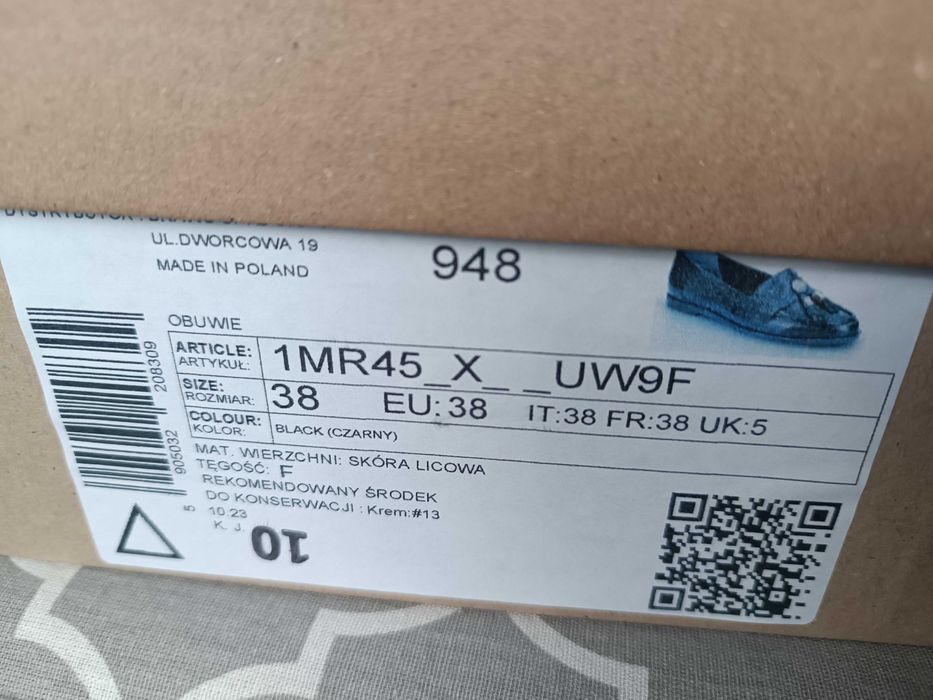 UL.DWORCOWA 19
MADE IN POLAND
948
OBUWIE
ARTICLE: 1MR45_X_ _UW9F
ARTYKUŁ:
SIZE: 38 EU:38 IT:38 FR:38 UK:5
ROZMIAR:
COLOUR: BLACK (CZARNY)
KOLOR:
MAT. WIERZCHNI: SKÓRA LICOWA
TĘGOŚĆ: F
REKOMENDOWANY ŚRODEK
DO KONSERWACJI : Krem:#13
10.23
K. J.
10
5 905032 208309